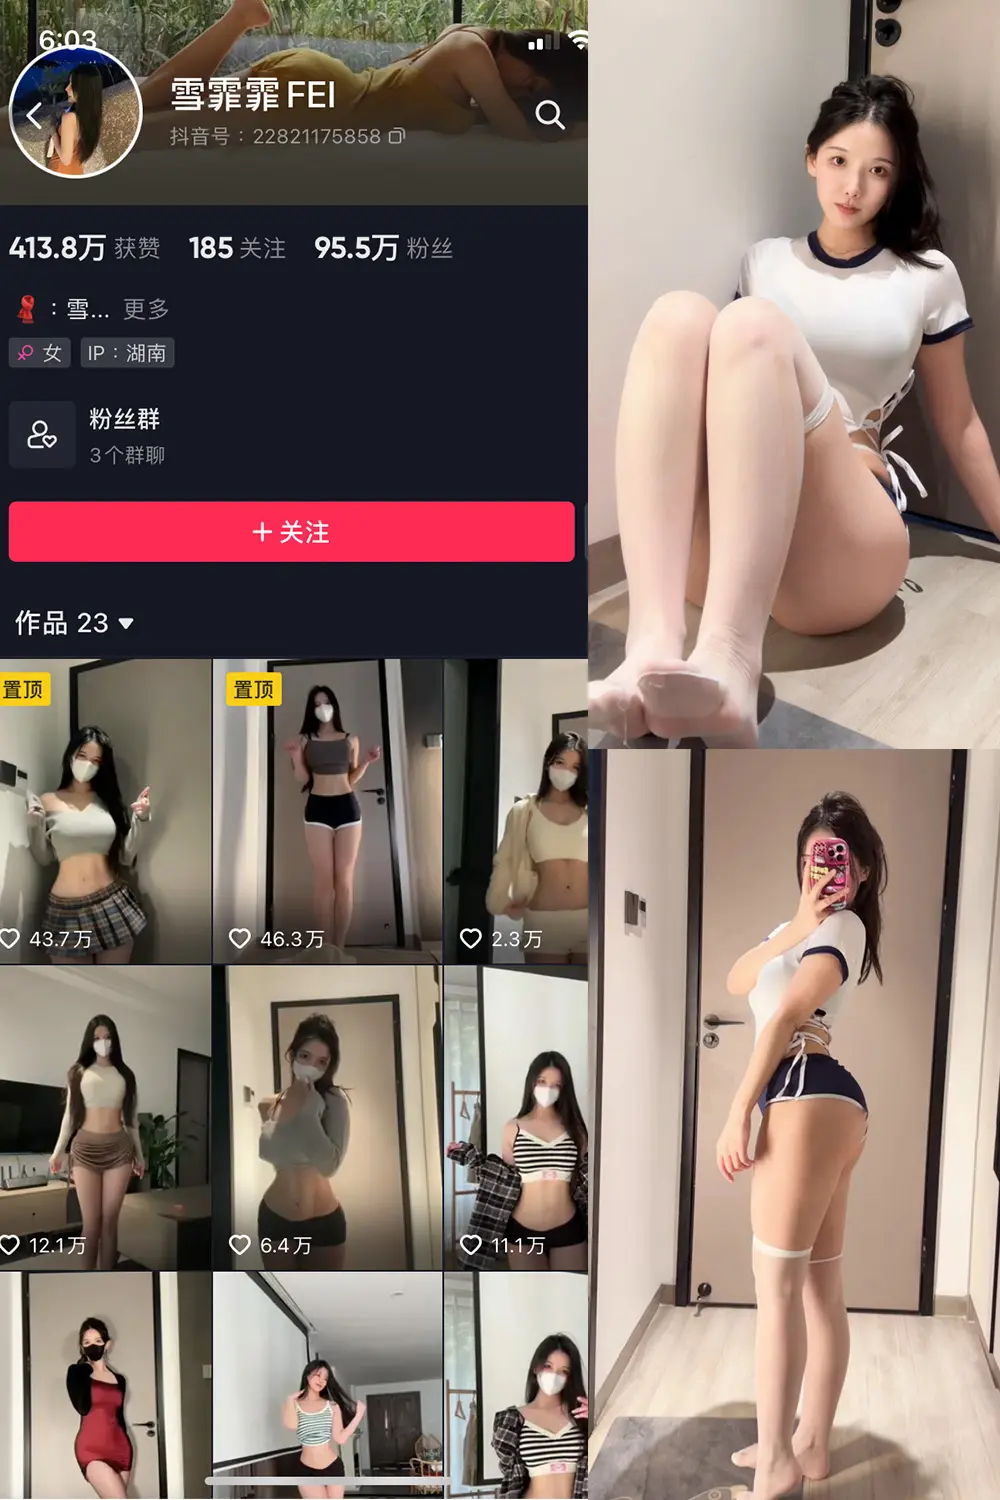 6:03
雪霏霏FEI
抖音号：22821175858
413.8万 获赞 185 关注 95.5万 粉丝
：雪... 更多
女 IP：湖南
粉丝群
3个群聊
+ 关注
作品 23
置顶
置顶
43.7万
46.3万
2.3万
12.1万
6.4万
11.1万